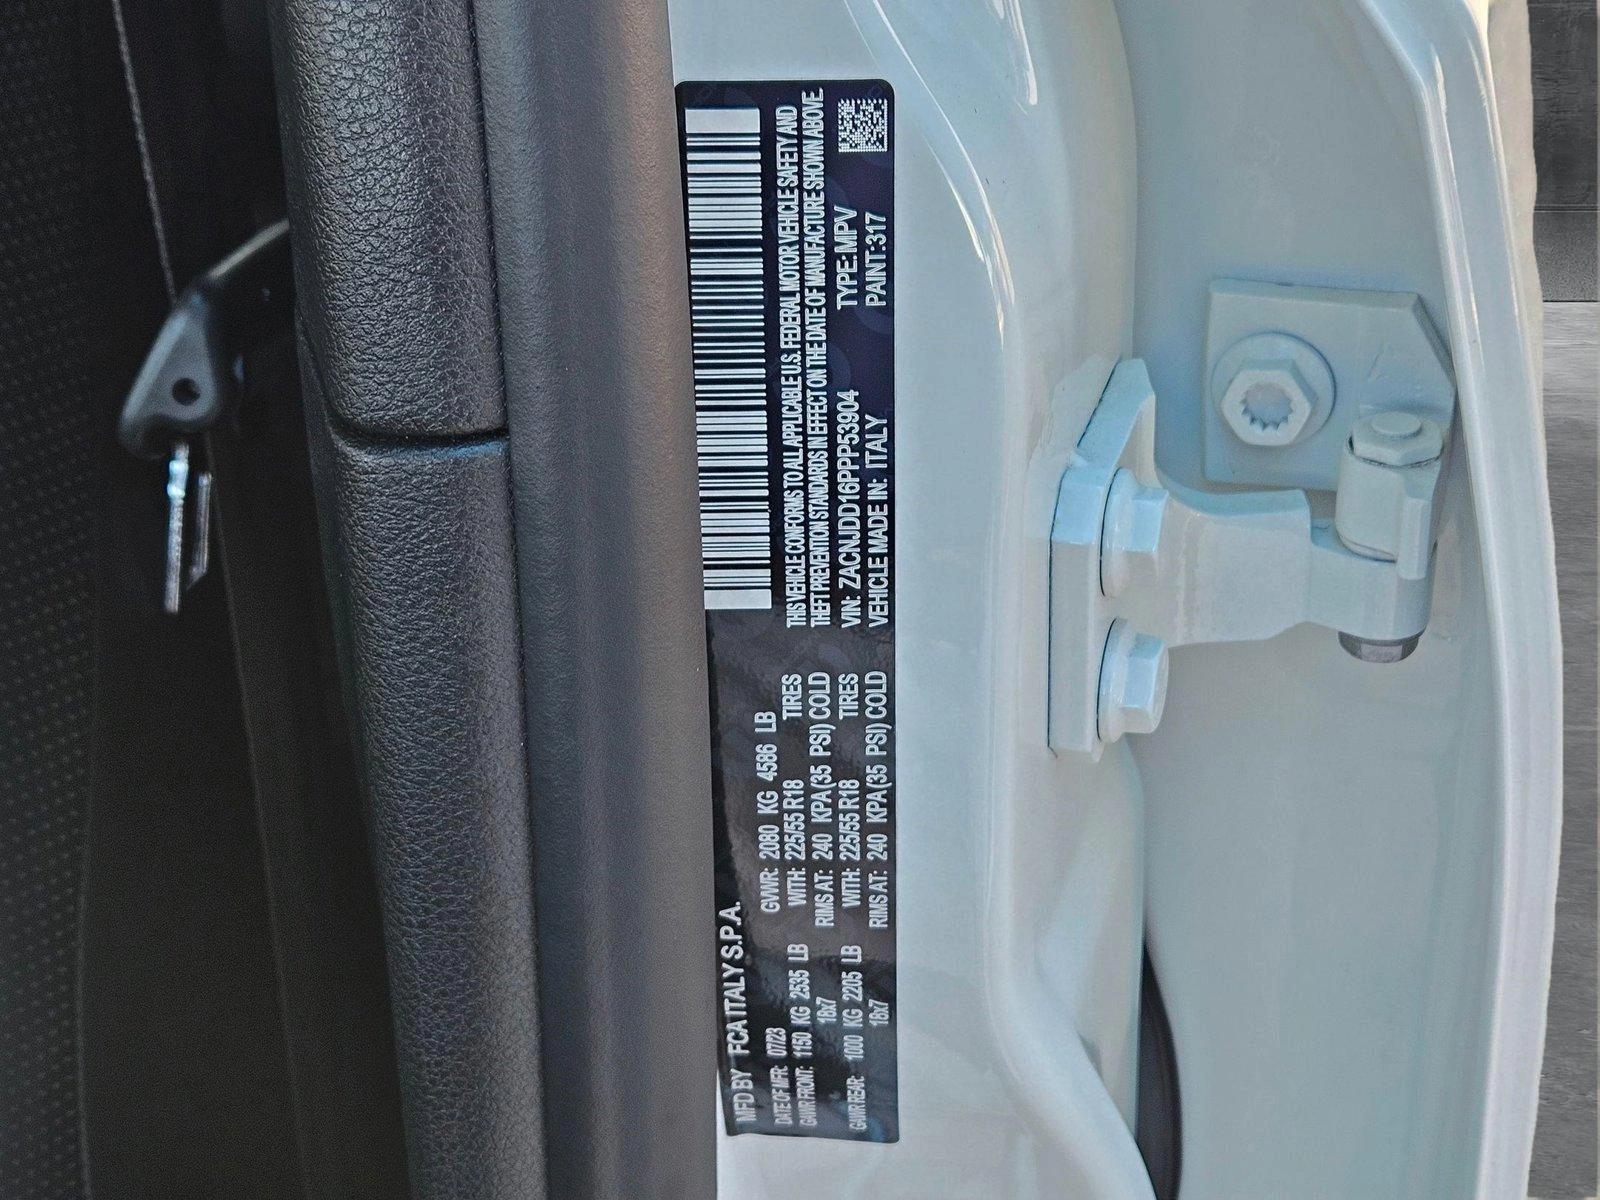 MFD BY FCA ITALY S.P.A.
DATE OF MFR: 07/23 GVWR: 2080 KG 4586 LB
GAWR FRONT: 1150 KG 2535 LB WITH: 225/55 R18 TIRES
18x7 RIMS AT: 240 KPA(35 PSI) COLD
GAWR REAR: 1000 KG 2205 LB WITH: 225/55 R18 TIRES
18x7 RIMS AT: 240 KPA(35 PSI) COLD
THIS VEHICLE CONFORMS TO ALL APPLICABLE U.S. FEDERAL MOTOR VEHICLE SAFETY AND
THEFT PREVENTION STANDARDS IN EFFECT ON THE DATE OF MANUFACTURE SHOWN ABOVE.
VIN: ZACNJDD16PPP53904 TYPE: MPV
VEHICLE MADE IN: ITALY PAINT: 317